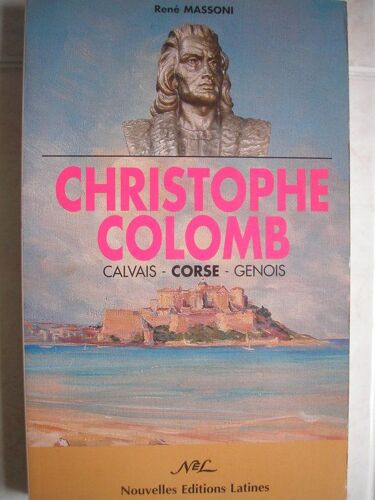 René MASSONI
CHRISTOPHE
COLOMB
CALVAIS - CORSE - GENOIS
NEL
Nouvelles Editions Latines